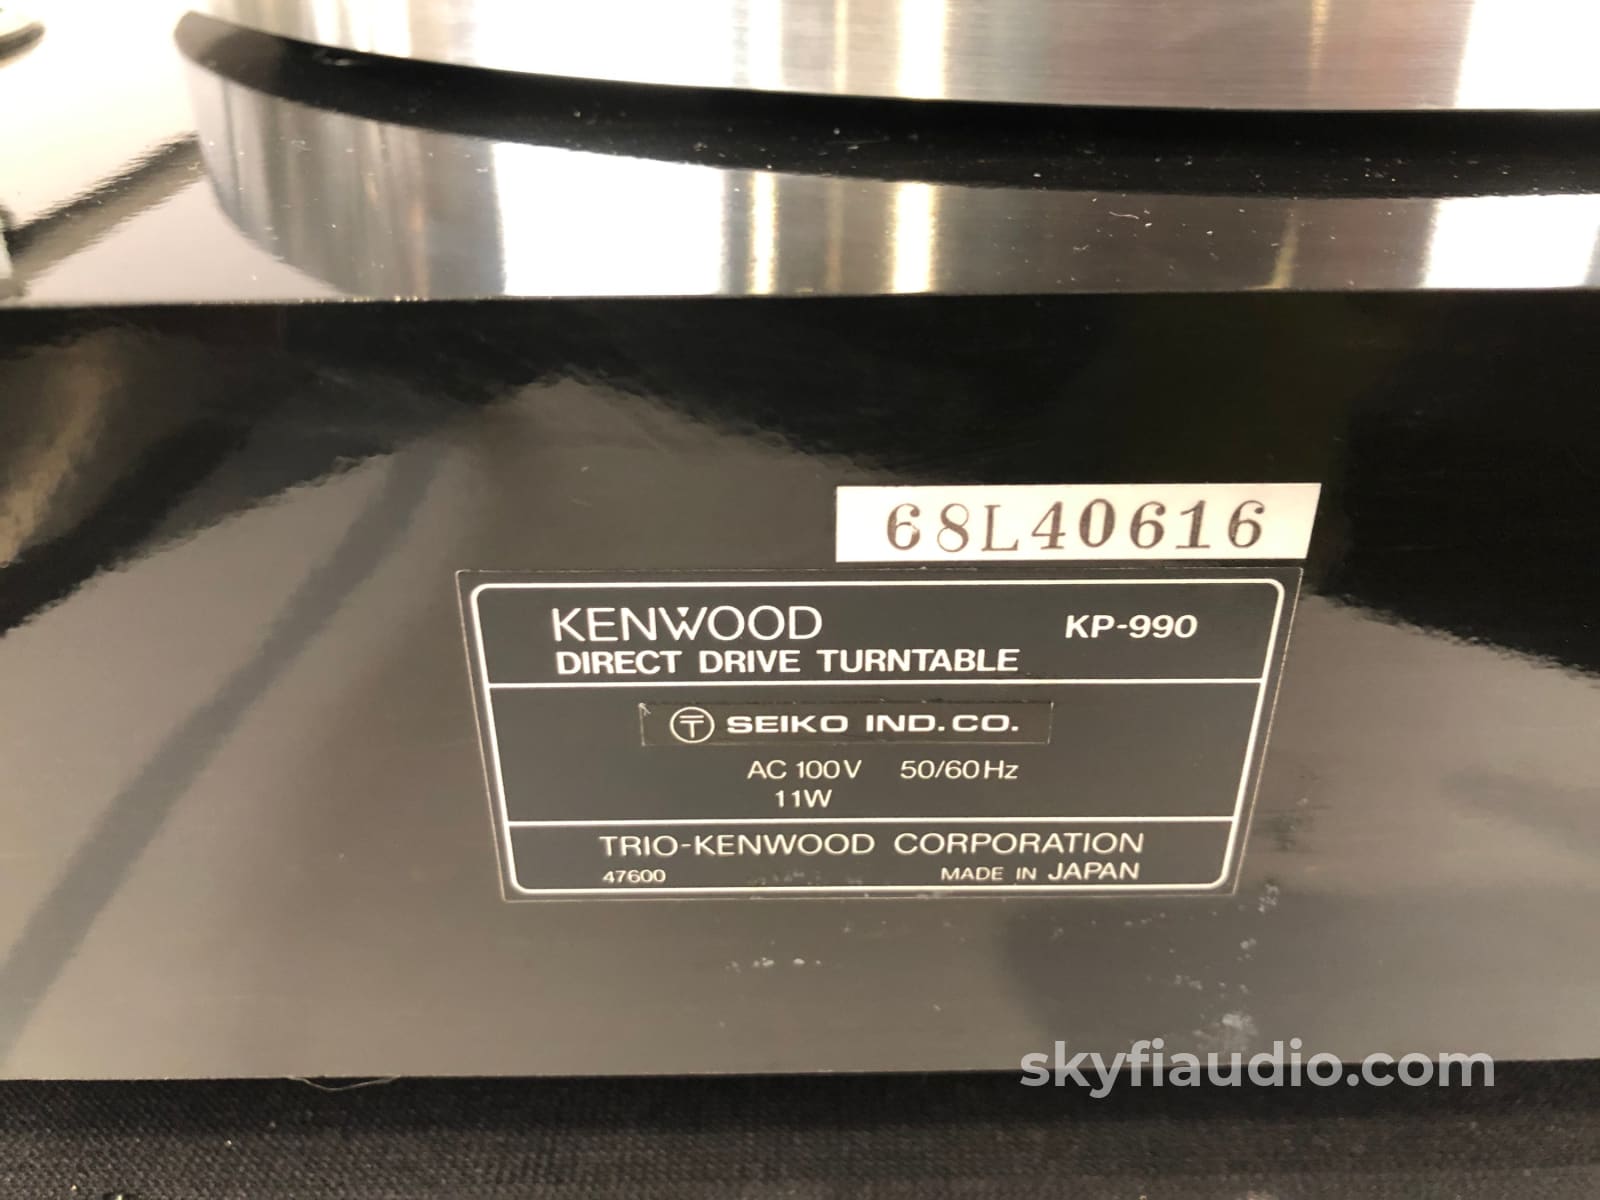 68L40616
KENWOOD KP-990
DIRECT DRIVE TURNTABLE
SEIKO IND.CO.
AC 100V 50/60Hz
11W
TRIO-KENWOOD CORPORATION
47600 MADE IN JAPAN
skyfiaudio.com